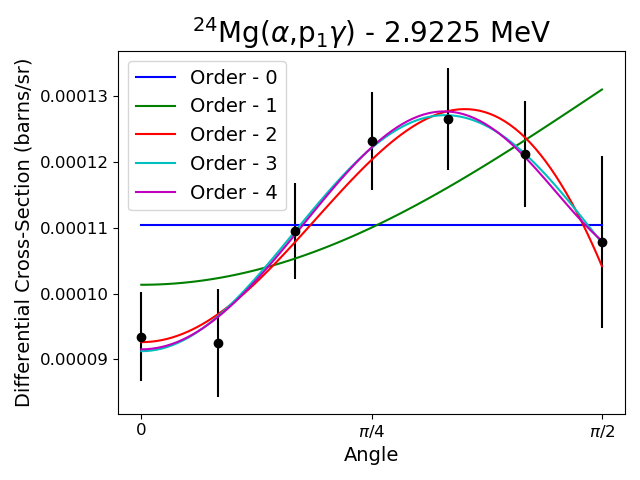 ²⁴Mg(α,p₁γ) - 2.9225 MeV
Differential Cross-Section (barns/sr)
0.00013
0.00012
0.00011
0.00010
0.00009
Order - 0
Order - 1
Order - 2
Order - 3
Order - 4
0
π/4
π/2
Angle